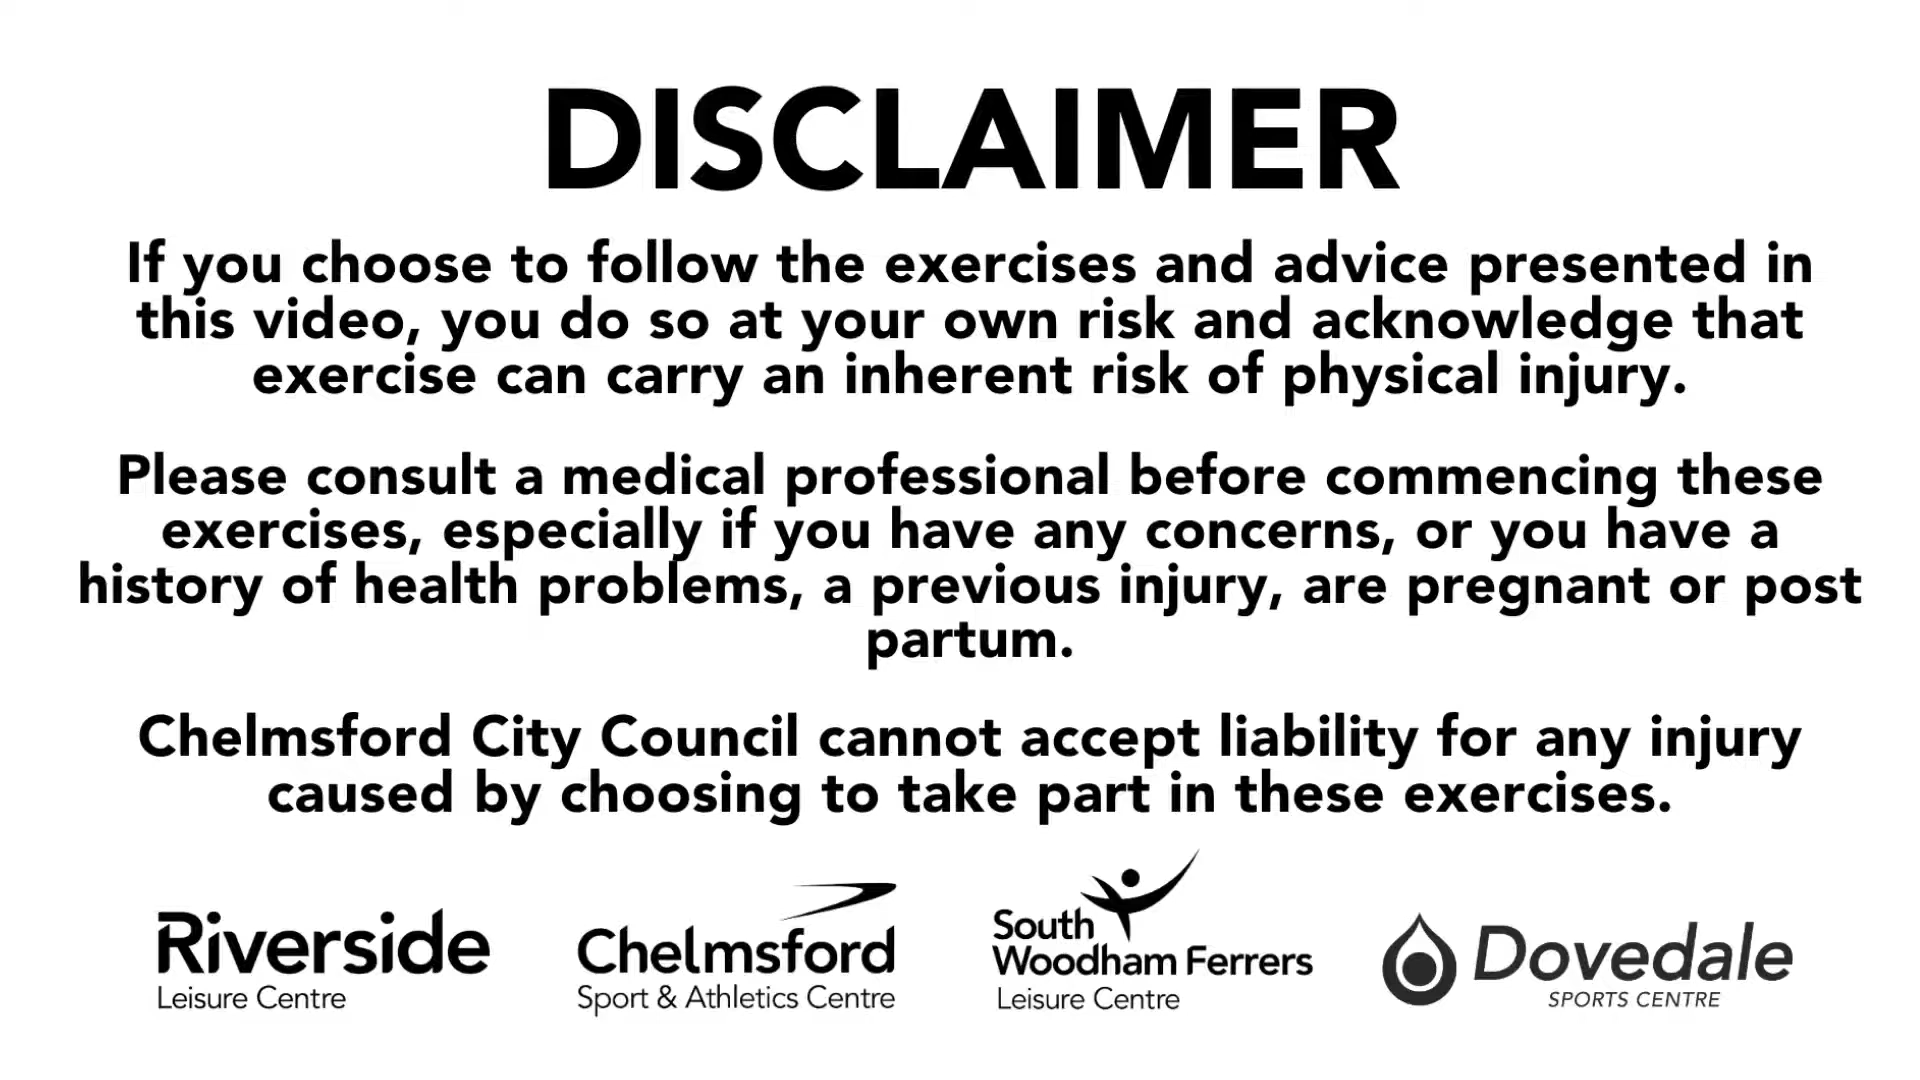 DISCLAIMER
If you choose to follow the exercises and advice presented in
this video, you do so at your own risk and acknowledge that
exercise can carry an inherent risk of physical injury.
Please consult a medical professional before commencing these
exercises, especially if you have any concerns, or you have a
history of health problems, a previous injury, are pregnant or post
partum.
Chelmsford City Council cannot accept liability for any injury
caused by choosing to take part in these exercises.
Riverside
Leisure Centre
Chelmsford
Sport & Athletics Centre
South
Woodham Ferrers
Leisure Centre
Dovedale
SPORTS CENTRE